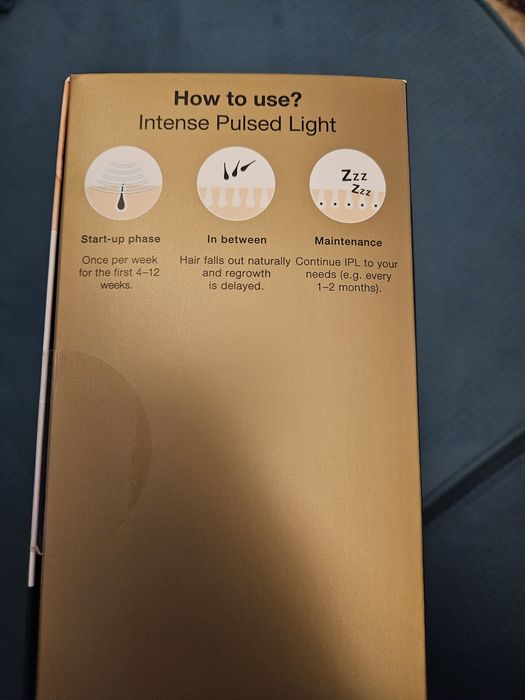 How to use?
Intense Pulsed Light
Zzz
Zzz
Start-up phase
Once per week
for the first 4–12
weeks.
In between
Hair falls out naturally
and regrowth
is delayed.
Maintenance
Continue IPL to your
needs (e.g. every
1–2 months).